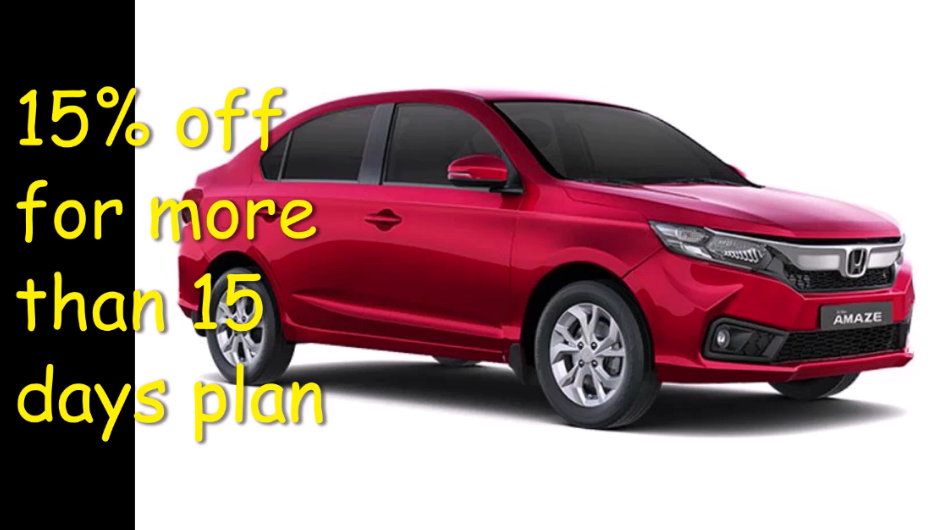 15% off
for more
than 15
days plan
AMAZE